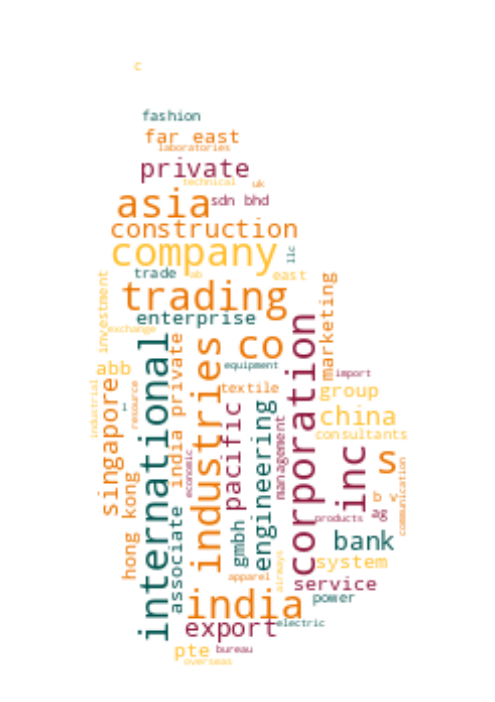 c
fashion
far east
laboratories
private
technical
uk
asia
sdn bhd
construction
company
llc
trade
ab
east
investment
trading
marketing
enterprise
exchange
co
international
india private
industries
corporation
equipment
abb
import
industrial
singapore
resource
textile
group
i
pacific
engineering
china
management
consultants
economic
inc
s
hong kong
associate
gmbh
communication
b
v
ag
products
bank
system
apparel
airways
service
india
power
export
electric
pte
bureau
overseas